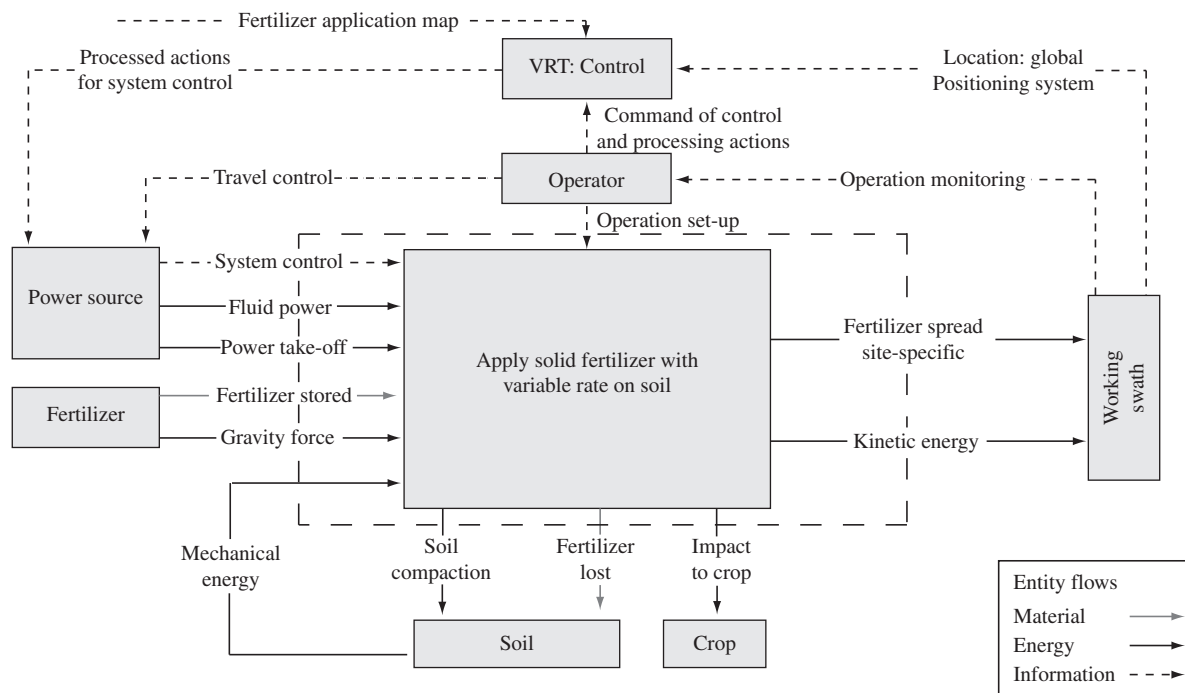 Fertilizer application map
Processed actions
for system control
VRT: Control
Location: global
Positioning system
Command of control
and processing actions
Travel control
Operator
Operation monitoring
Operation set-up
Power source
System control
Fluid power
Power take-off
Fertilizer
Fertilizer stored
Gravity force
Apply solid fertilizer with
variable rate on soil
Fertilizer spread
site-specific
Kinetic energy
Working
swath
Mechanical
energy
Soil
compaction
Fertilizer
lost
Impact
to crop
Soil
Crop
Entity flows
Material
Energy
Information